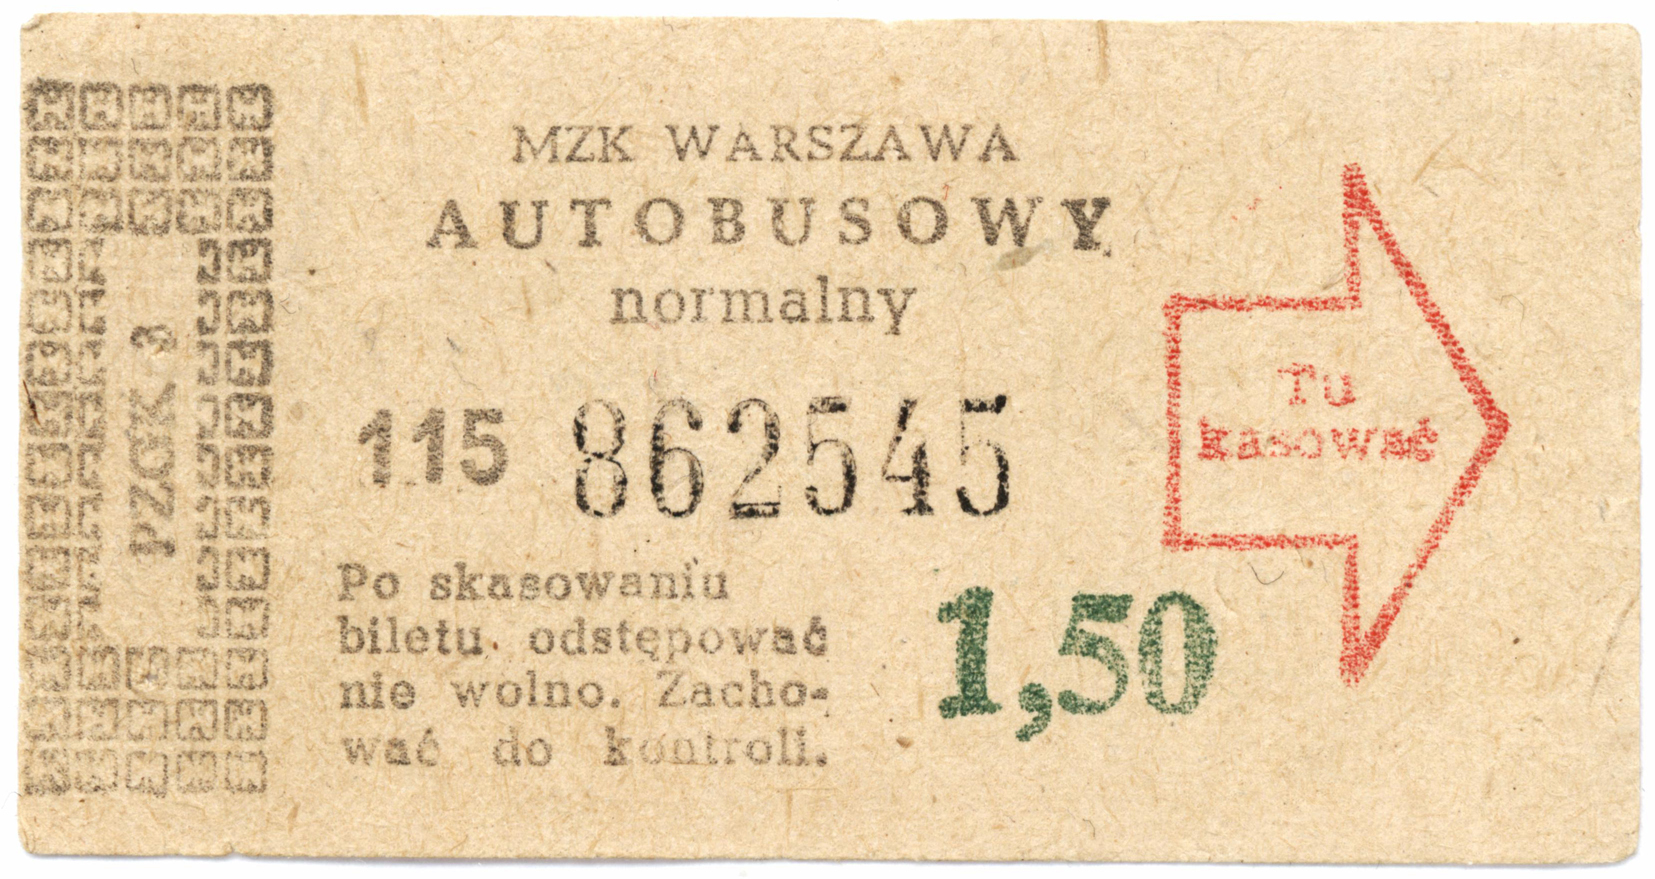 MZK WARSZAWA
AUTOBUSOWY
normalny
115 862545
Po skasowaniu
biletu odstępować
nie wolno. Zacho-
wać do kontroli.
1,50
Tu
kasować
PZGK 3